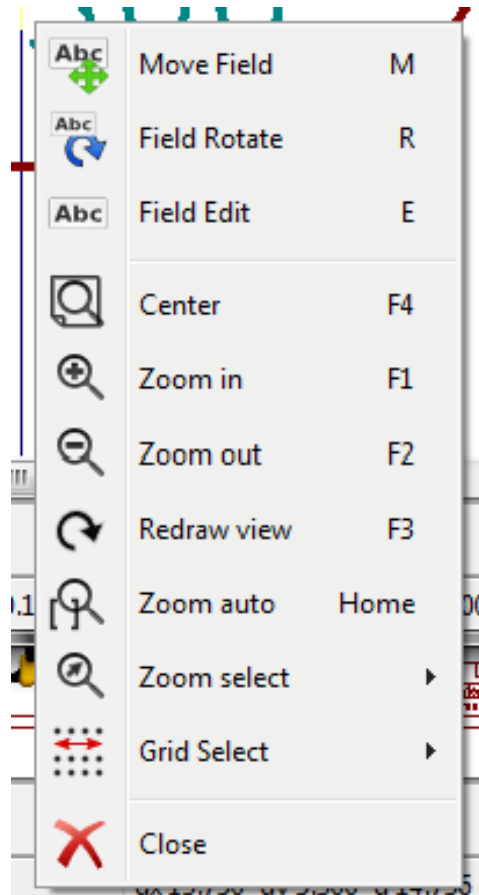 Abc Move Field M
Abc Field Rotate R
Abc Field Edit E
Center F4
Zoom in F1
Zoom out F2
Redraw view F3
Zoom auto Home
Zoom select
Grid Select
Close